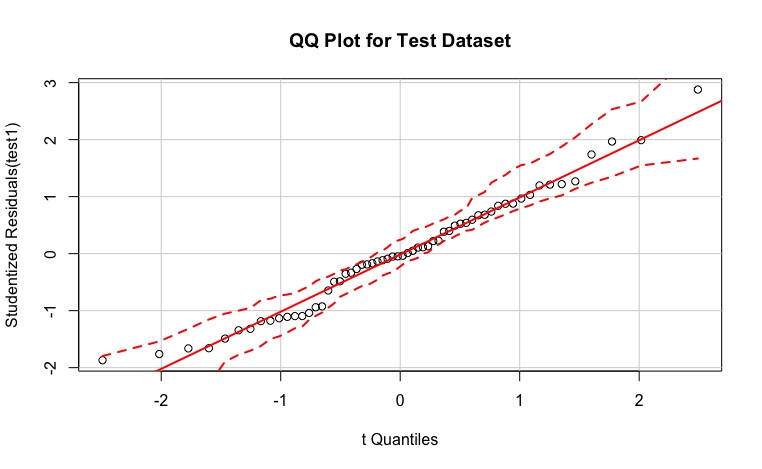 QQ Plot for Test Dataset
Studentized Residuals(test1)
3
2
1
0
-1
-2
-2 -1 0 1 2
t Quantiles